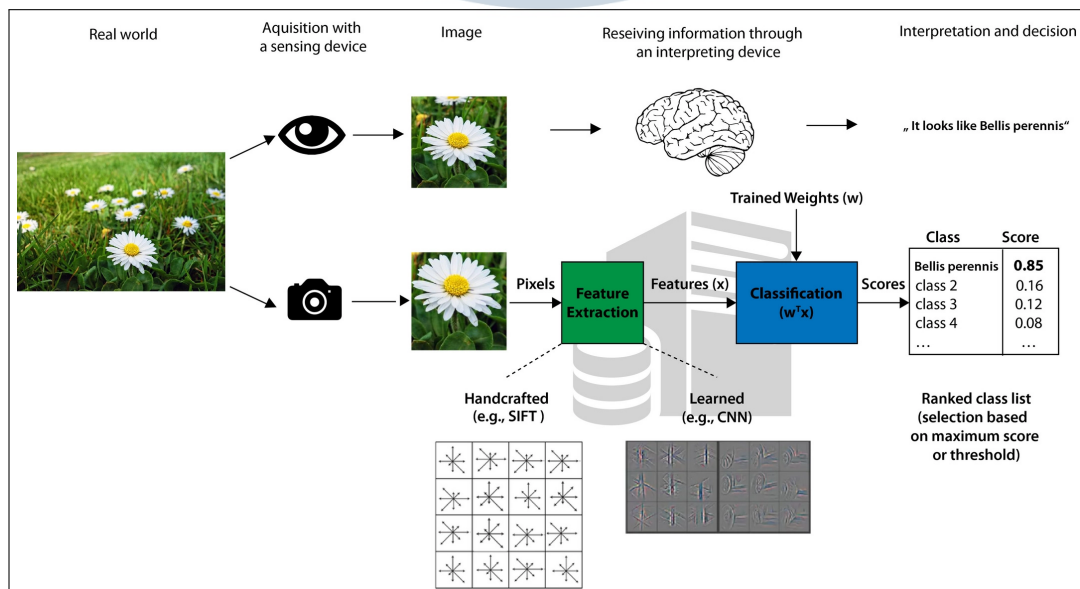 Real world
Aquisition with
a sensing device
Image
Reseiving information through
an interpreting device
Interpretation and decision
„ It looks like Bellis perennis“
Trained Weights (w)
Pixels
Feature
Extraction
Features (x)
Classification
(wᵀx)
Scores
Class Score
Bellis perennis 0.85
class 2 0.16
class 3 0.12
class 4 0.08
... ...
Handcrafted
(e.g., SIFT )
Learned
(e.g., CNN)
Ranked class list
(selection based
on maximum score
or threshold)